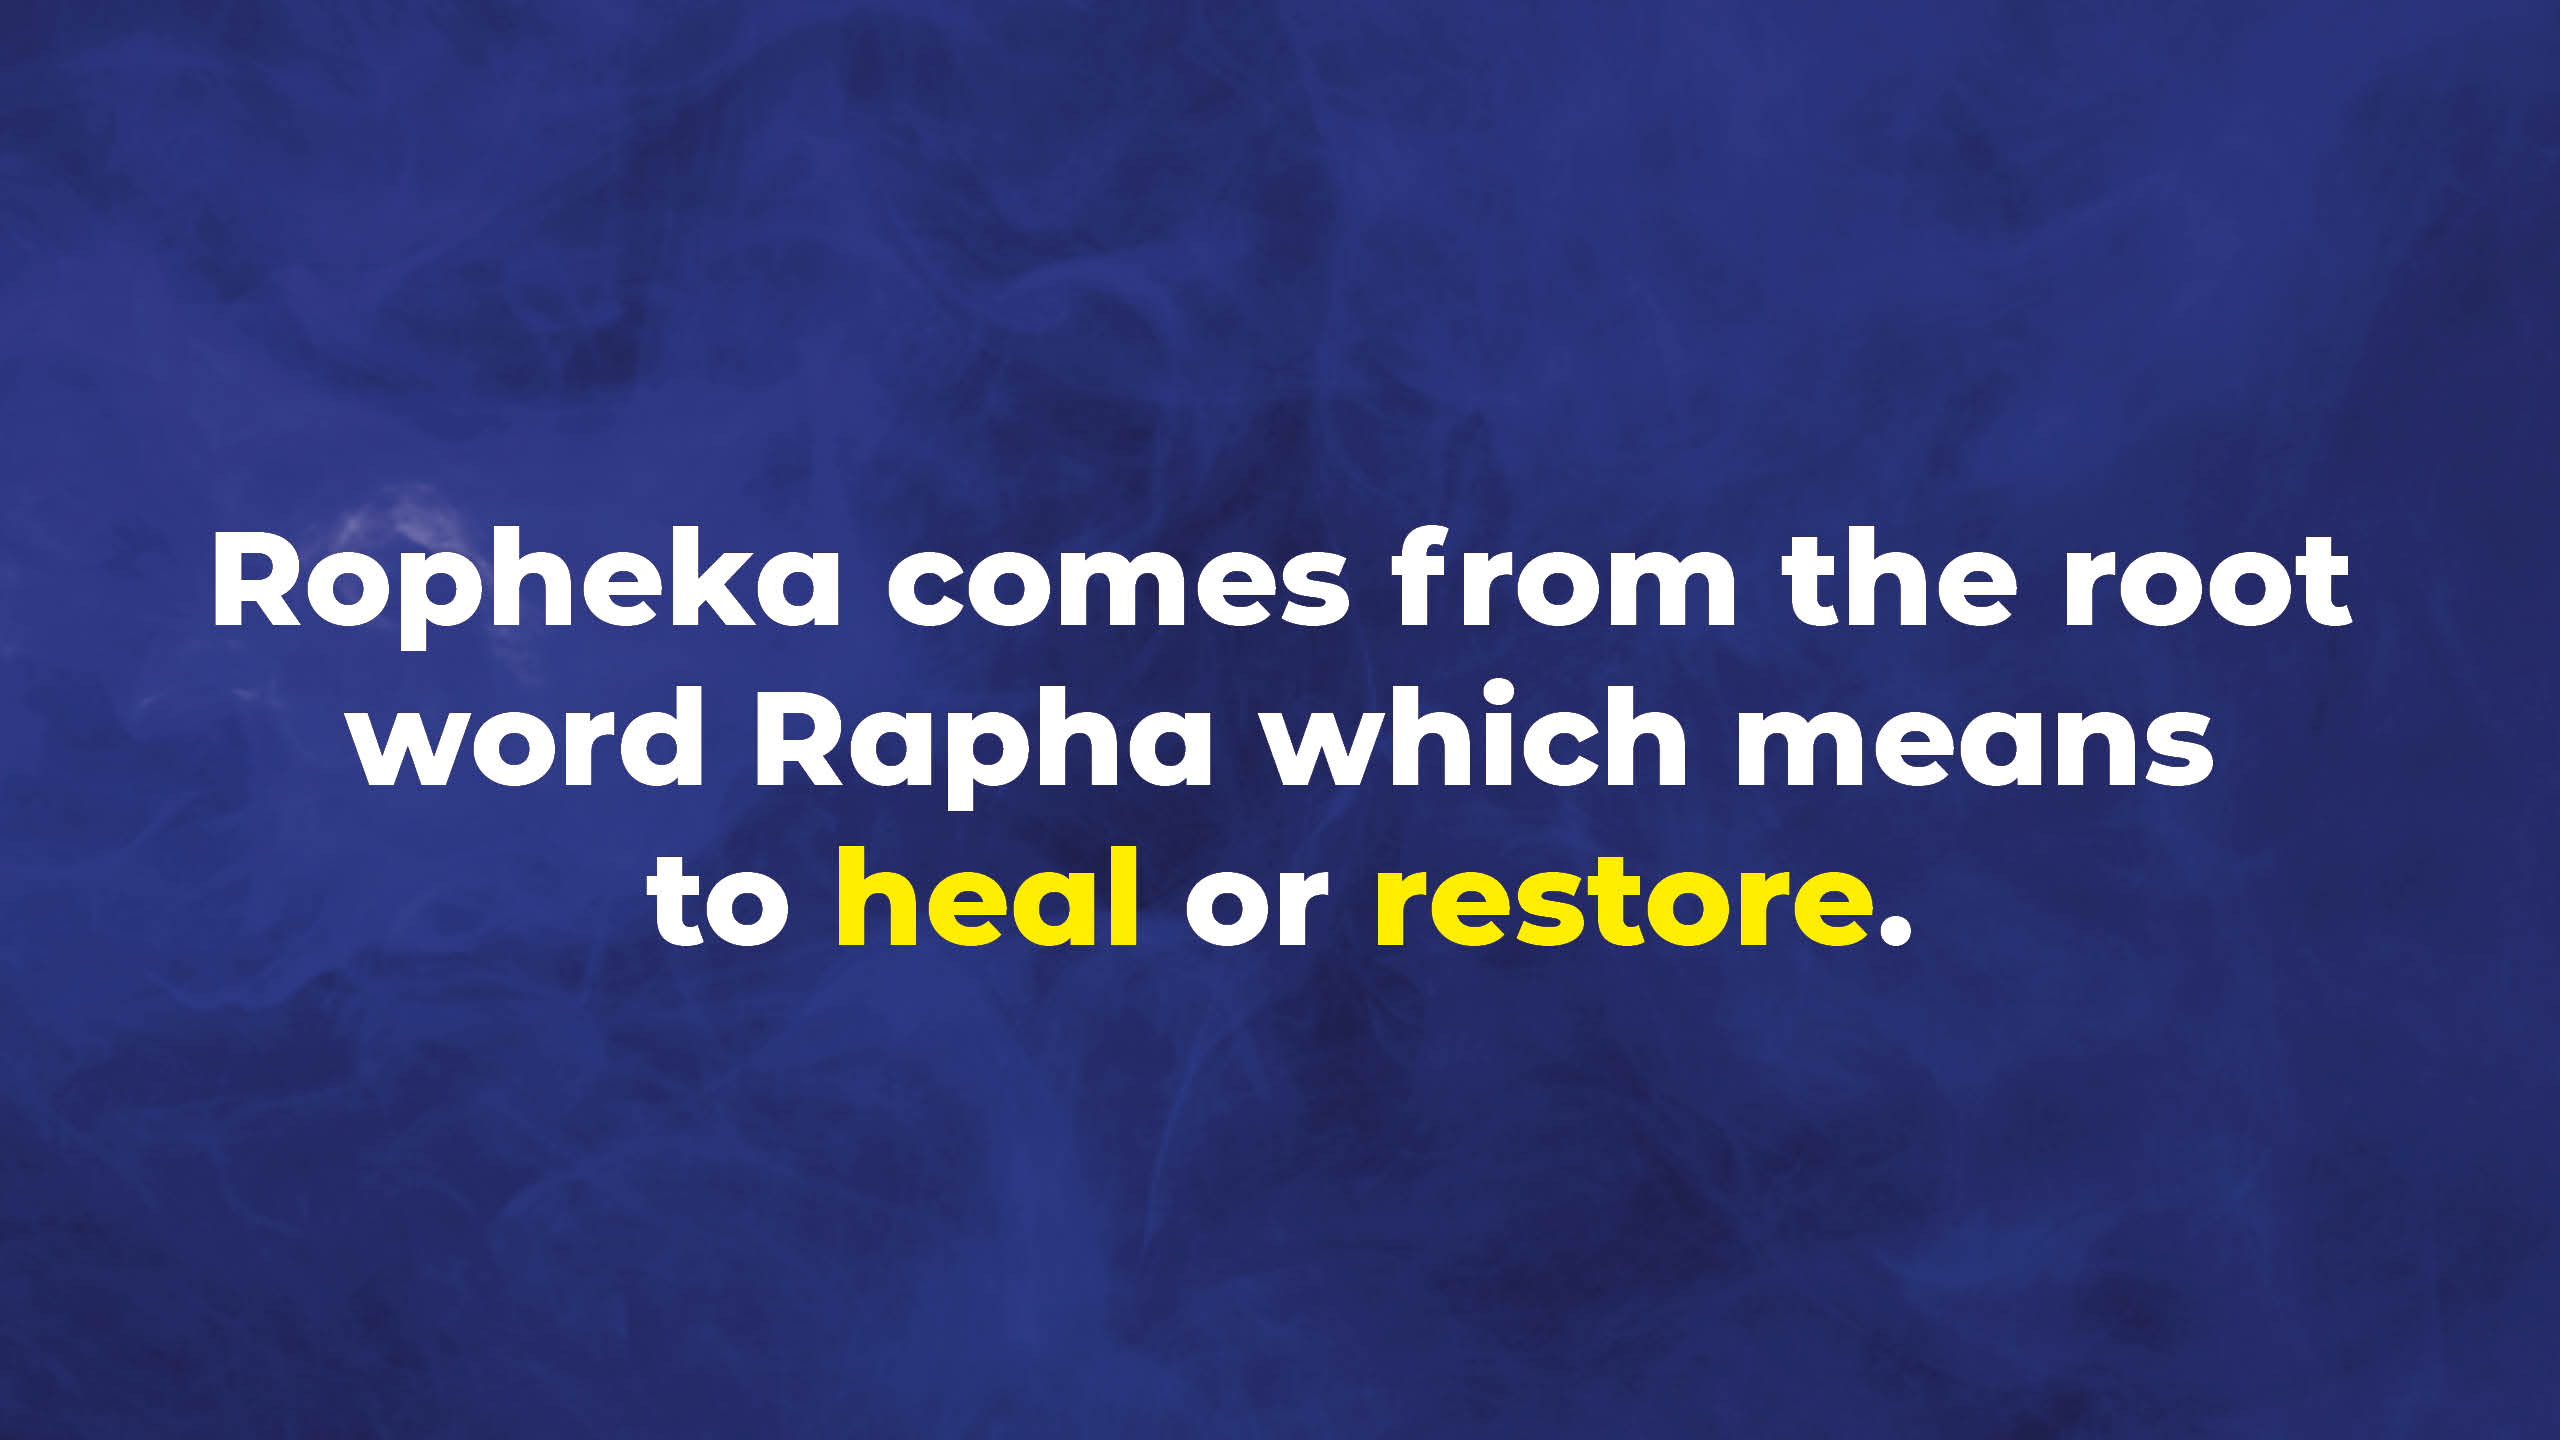 Ropheka comes from the root
word Rapha which means
to heal or restore.